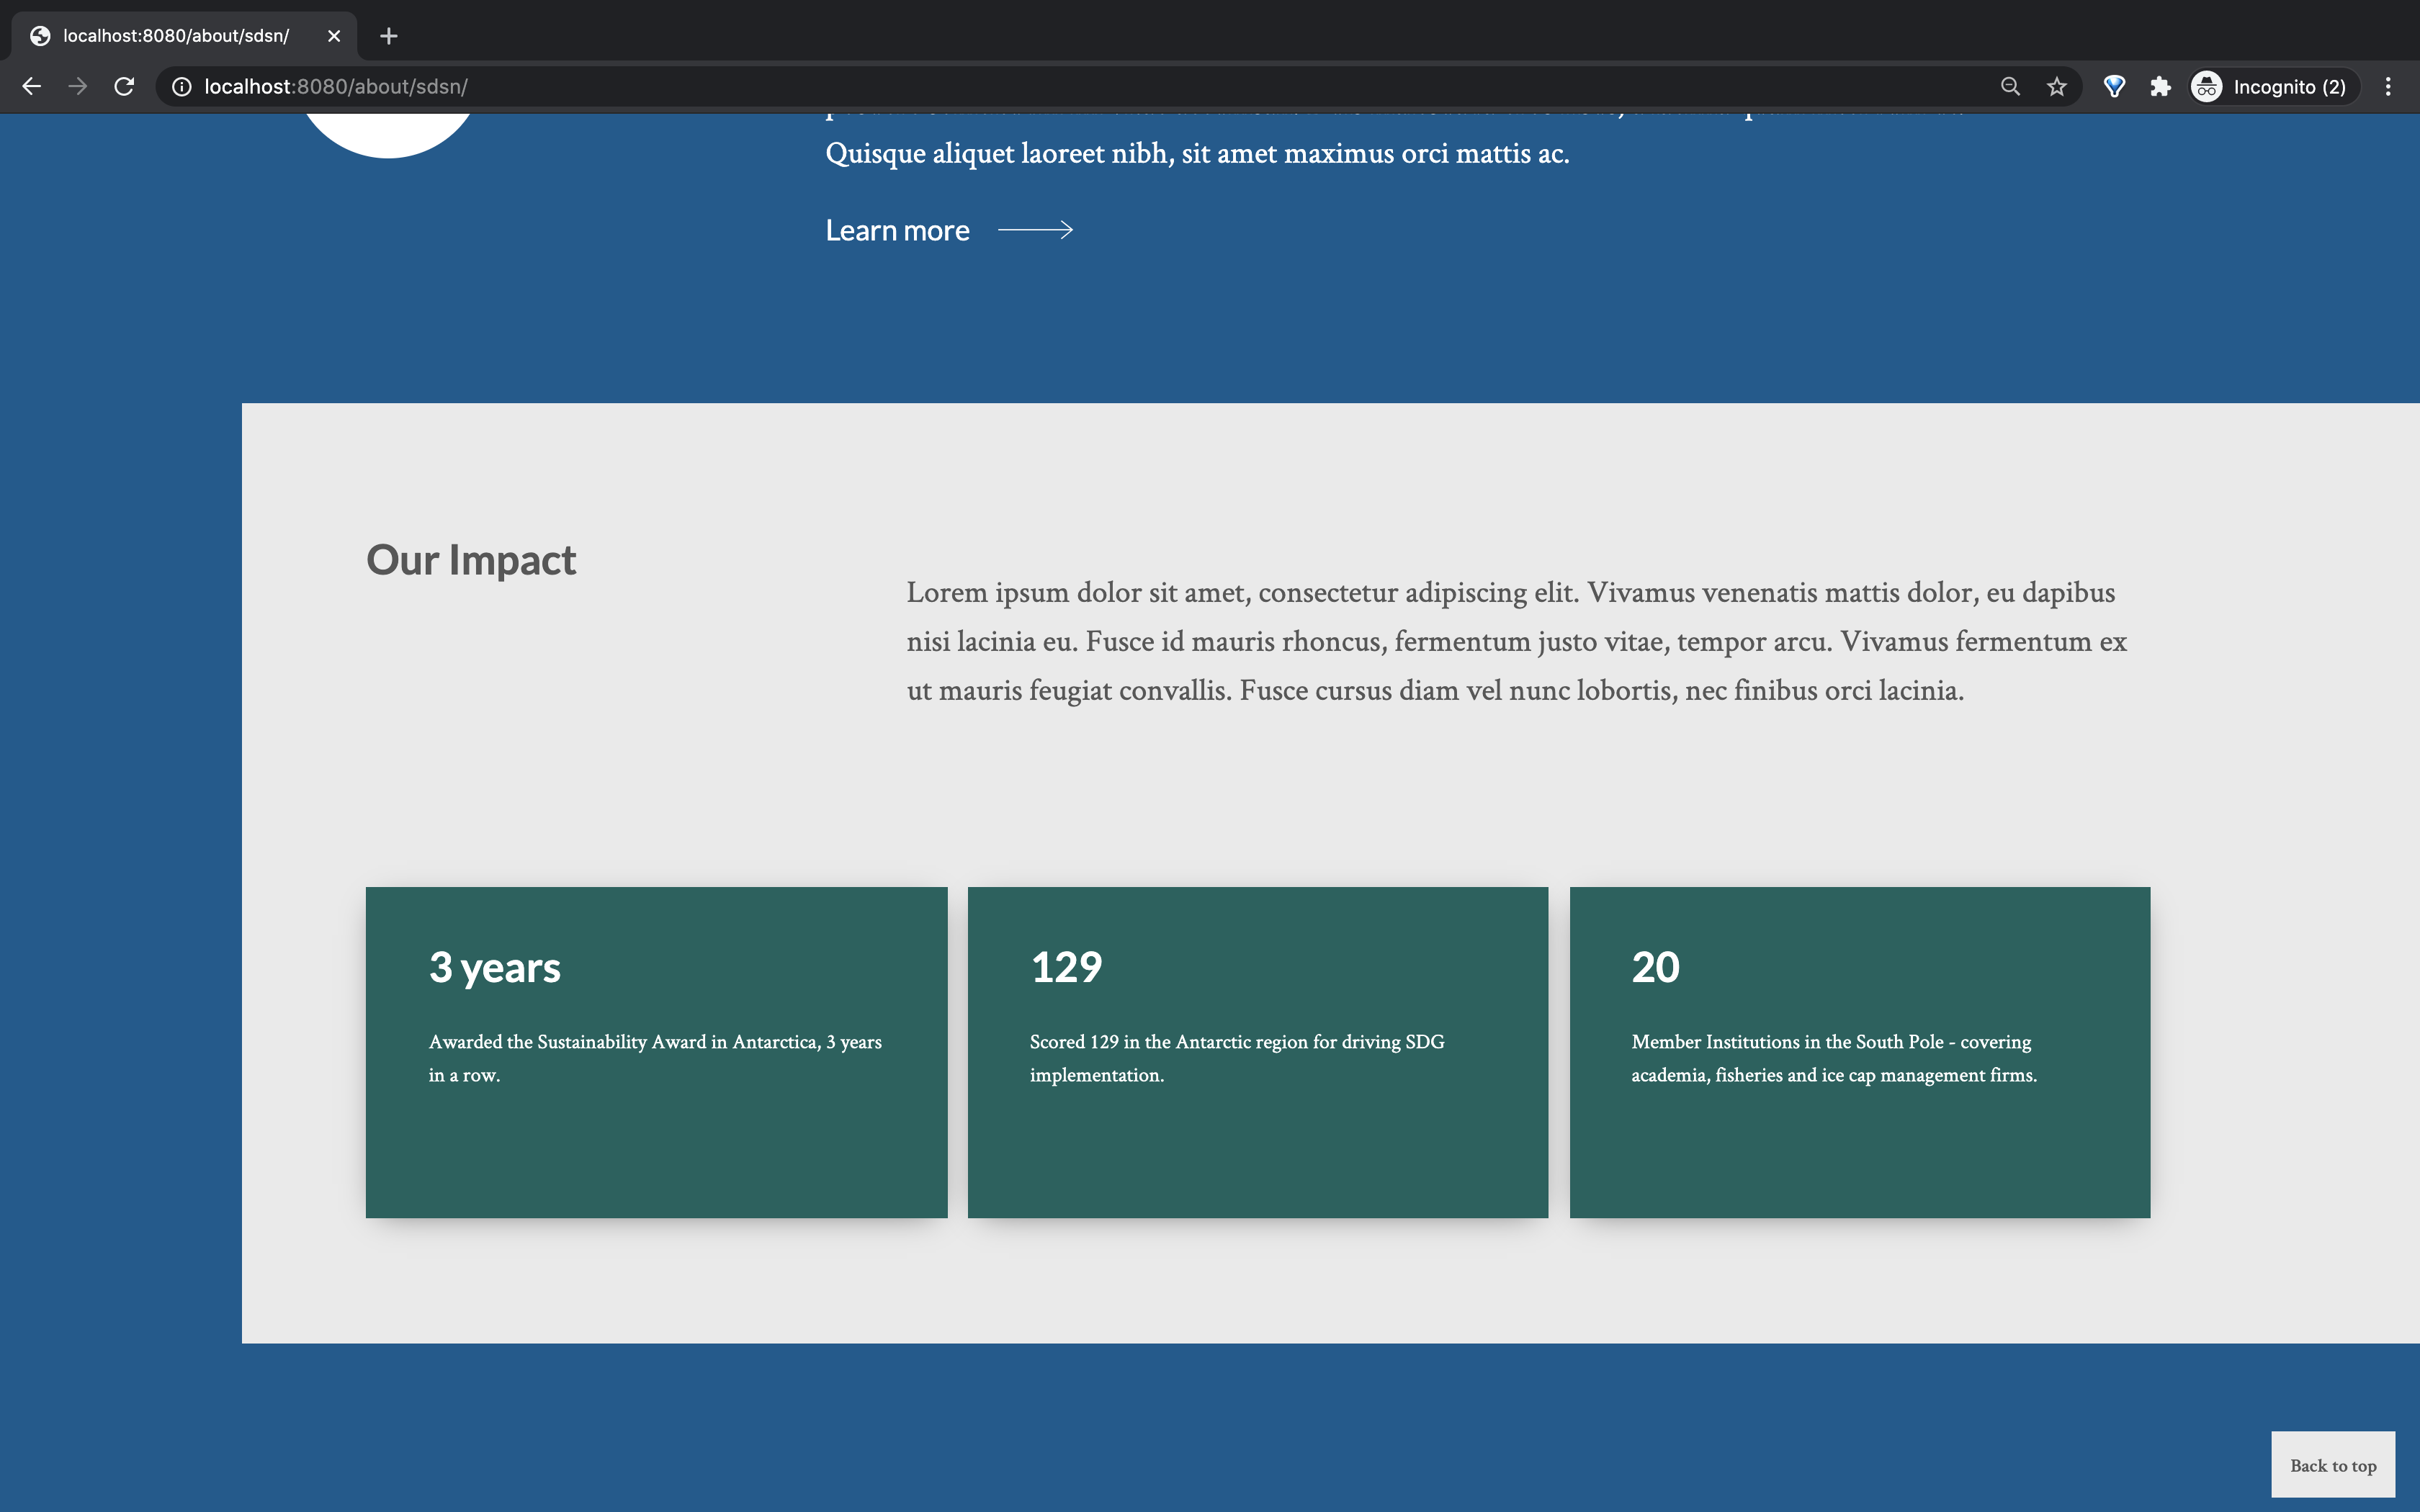 localhost:8080/about/sdsn/
localhost:8080/about/sdsn/
Incognito (2)
Quisque aliquet laoreet nibh, sit amet maximus orci mattis ac.
Learn more
Our Impact
Lorem ipsum dolor sit amet, consectetur adipiscing elit. Vivamus venenatis mattis dolor, eu dapibus
nisi lacinia eu. Fusce id mauris rhoncus, fermentum justo vitae, tempor arcu. Vivamus fermentum ex
ut mauris feugiat convallis. Fusce cursus diam vel nunc lobortis, nec finibus orci lacinia.
3 years
Awarded the Sustainability Award in Antarctica, 3 years
in a row.
129
Scored 129 in the Antarctic region for driving SDG
implementation.
20
Member Institutions in the South Pole - covering
academia, fisheries and ice cap management firms.
Back to top